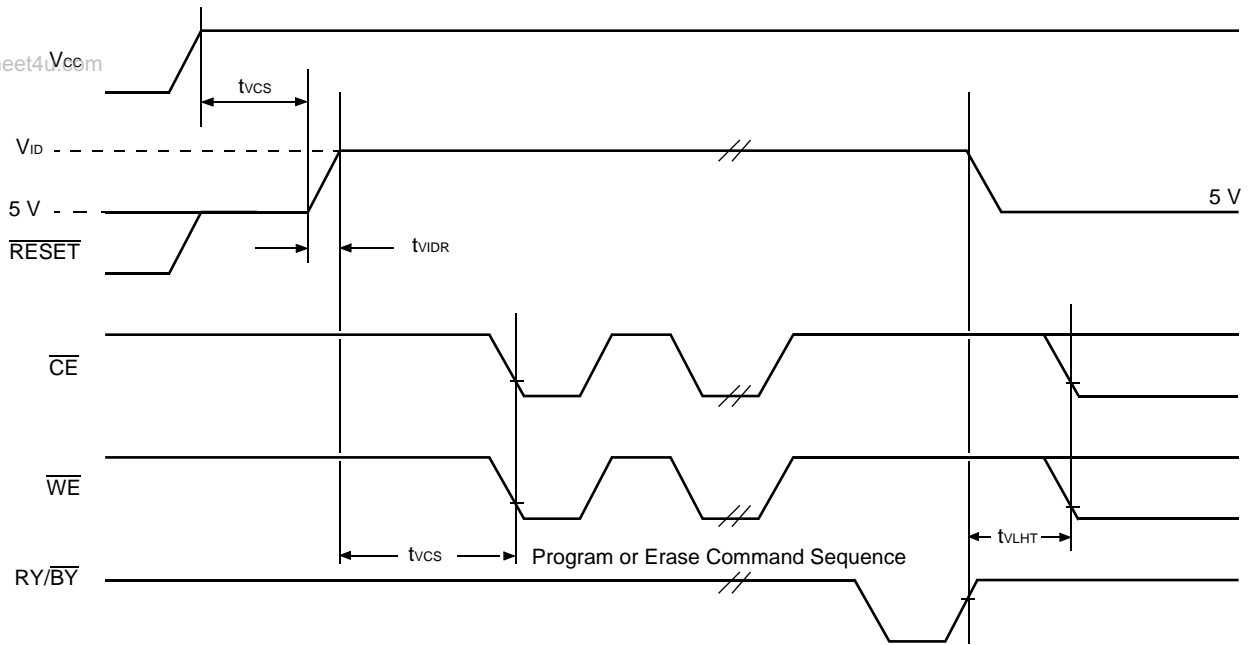 neet4u.com
Vcc
tVCS
VID
5 V
5 V
RESET
tVIDR
CE
WE
tVLHT
tVCS
Program or Erase Command Sequence
RY/BY